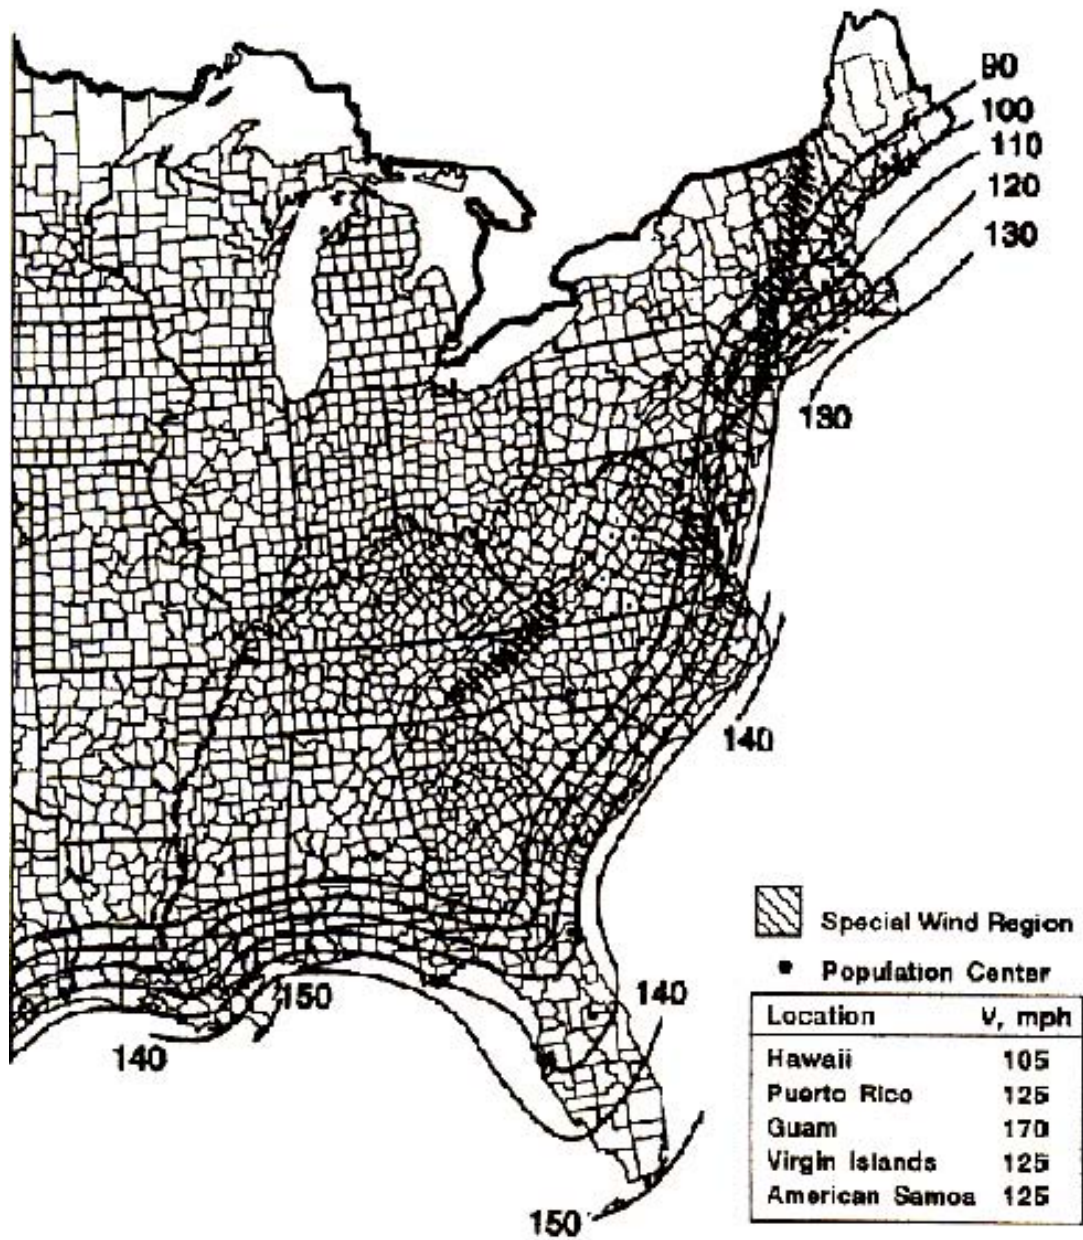 90
100
110
120
130
130
140
Special Wind Region
Population Center
150
140
140
Location V, mph
Hawaii 105
Puerto Rico 125
Guam 170
Virgin Islands 125
American Samoa 125
150